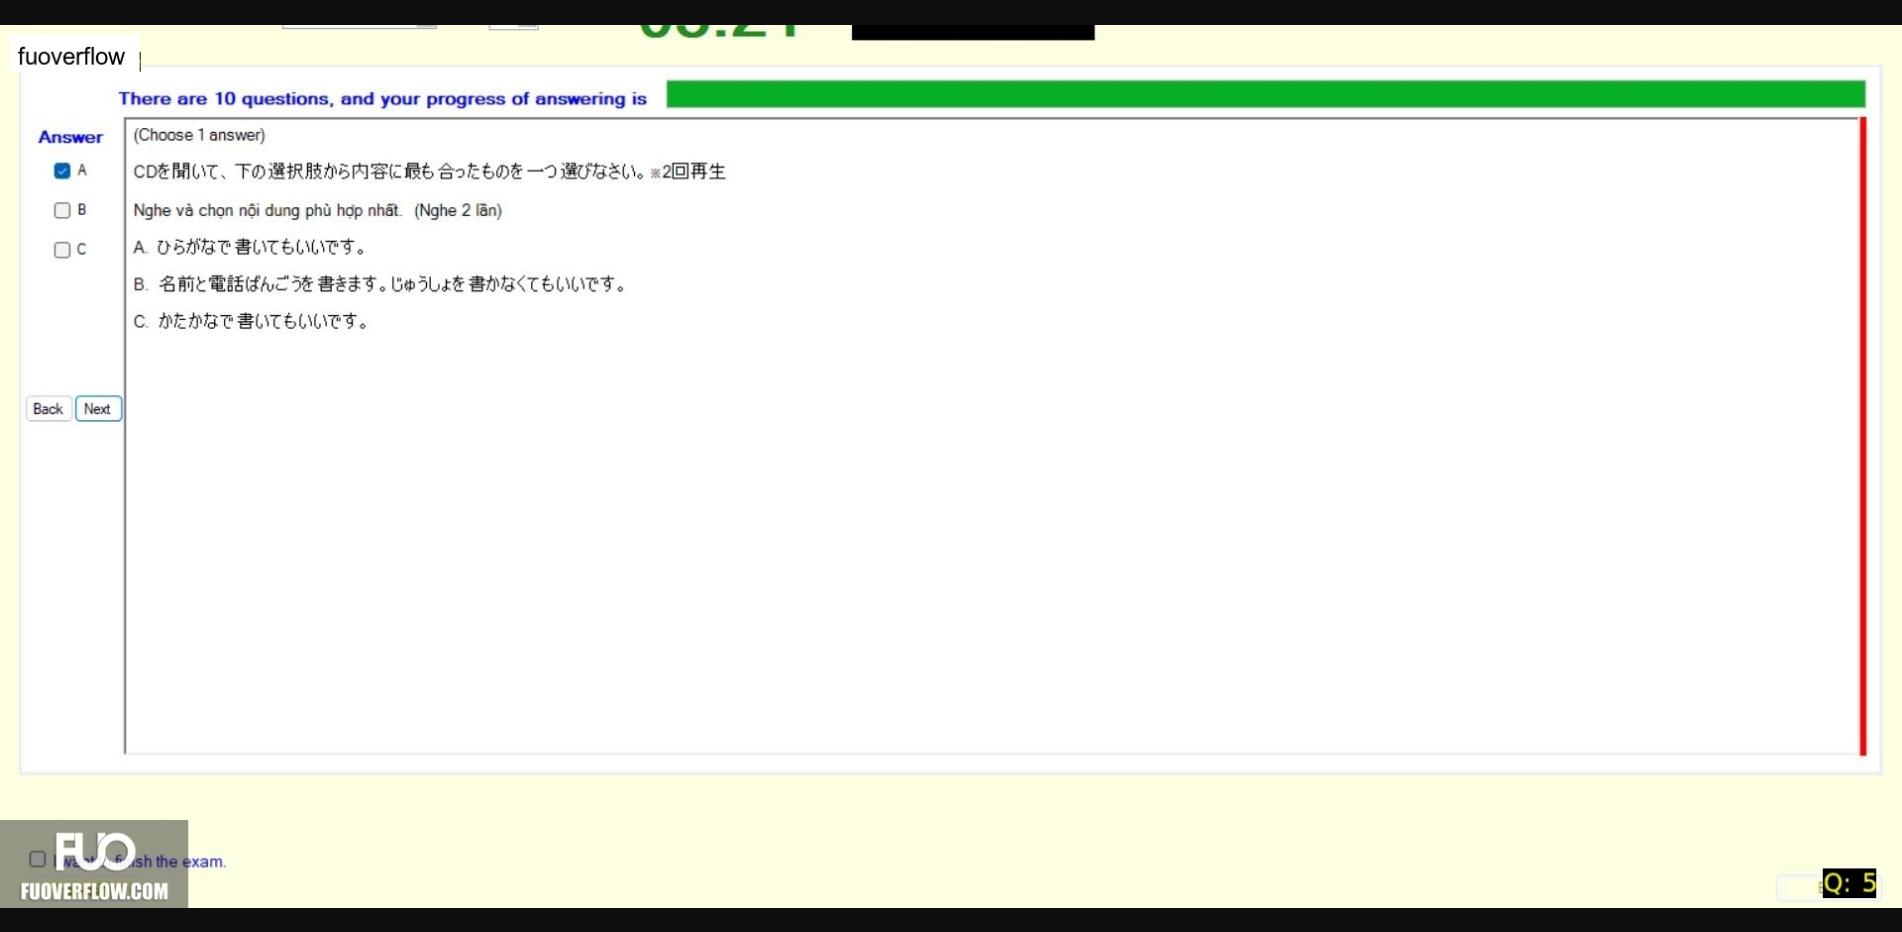 fuoverflow
There are 10 questions, and your progress of answering is
Answer
(Choose 1 answer)
A
CDを聞いて、下の選択肢から内容に最も合ったものを一つ選びなさい。※2回再生
B
Nghe và chọn nội dung phù hợp nhất. (Nghe 2 lần)
C
A. ひらがなで書いてもいいです。
B. 名前と電話ばんごうを書きます。じゅうしょを書かなくてもいいです。
C. かたかなで書いてもいいです。
Back Next
FUO
finish the exam.
FUOVERFLOW.COM
Q: 5